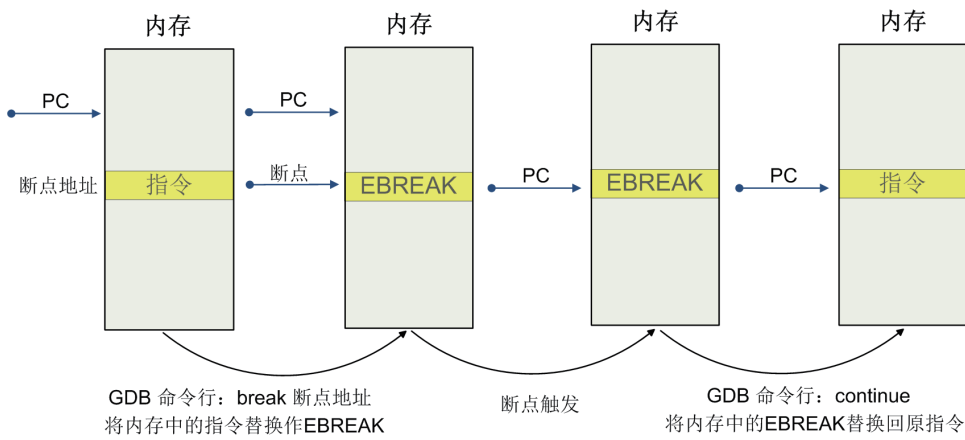 内存
内存
内存
内存
PC
PC
断点地址
指令
断点
EBREAK
PC
EBREAK
PC
指令
GDB 命令行：break 断点地址
将内存中的指令替换作EBREAK
断点触发
GDB 命令行：continue
将内存中的EBREAK替换回原指令